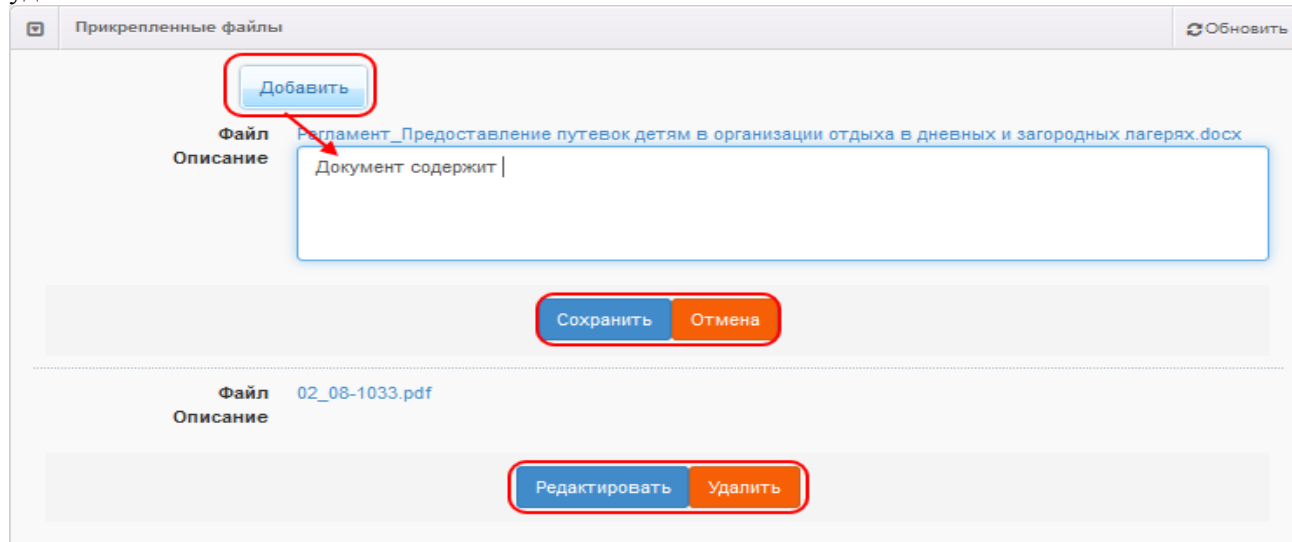 Прикрепленные файлы Обновить
Добавить
Файл Регламент_Предоставление путевок детям в организации отдыха в дневных и загородных лагерях.docx
Описание Документ содержит
Сохранить Отмена
Файл 02_08-1033.pdf
Описание
Редактировать Удалить